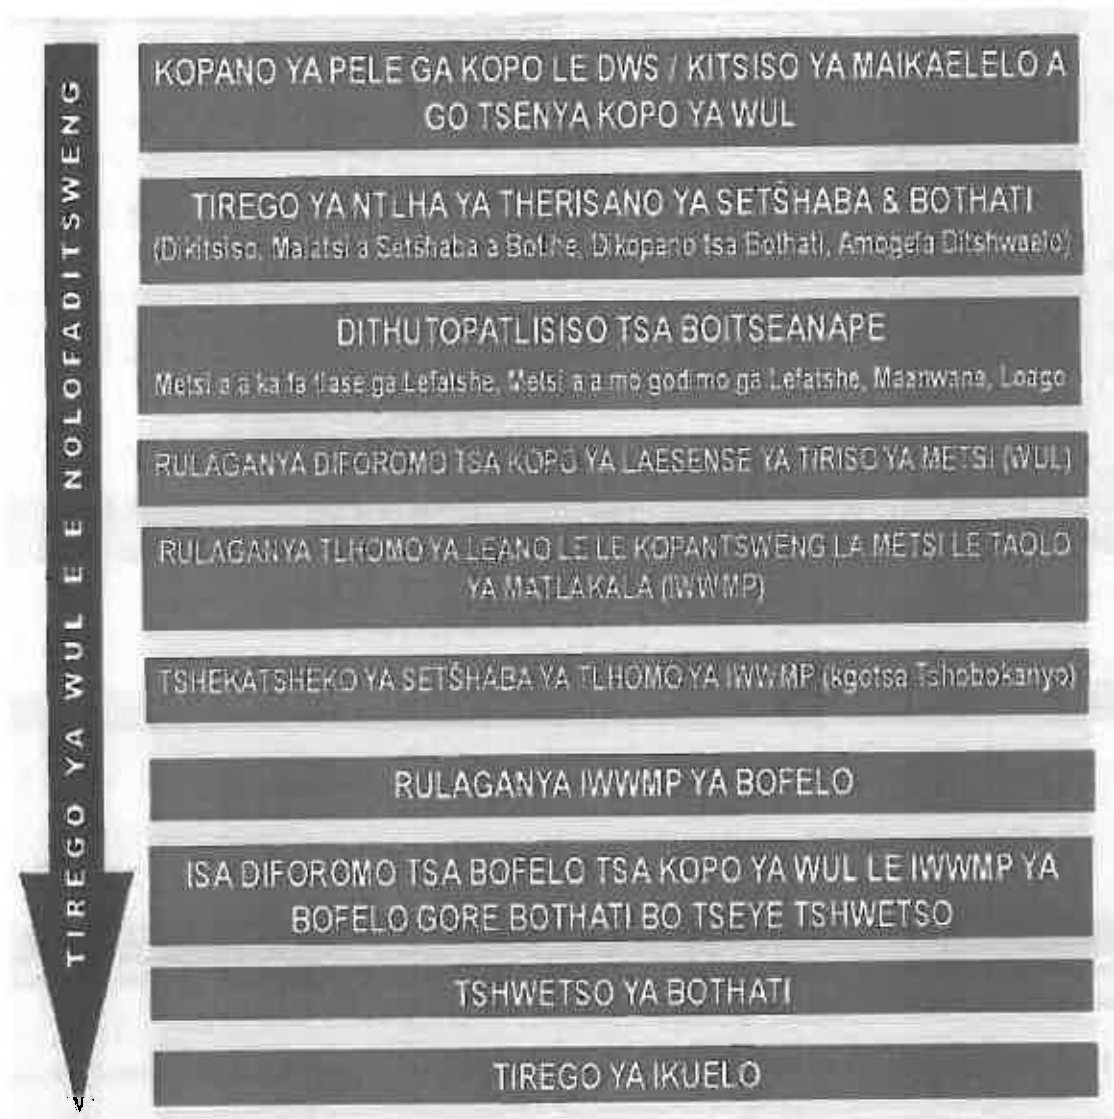 TIREGO YA WUL E E NOLOFADITSWENG
KOPANO YA PELE GA KOPO LE DWS / KITSISO YA MAIKAELELO A
GO TSENYA KOPO YA WUL
TIREGO YA NTLHA YA THERISANO YA SETŠHABA & BOTHATI
(Dikitsiso, Malatsi a Setšhaba a Botlhe, Dikopano tsa Bothati, Amogela Ditshwaelo)
DITHUTOPATLISISO TSA BOITSEANAPE
Metsi a a ka fa tlase ga Lefatshe, Metsi a a mo godimo ga Lefatshe, Maanwane, Loago
RULAGANYA DIFOROMO TSA KOPO YA LAESENSE YA TIRISO YA METSI (WUL)
RULAGANYA TLHOMO YA LEANO LE LE KOPANTSWENG LA METSI LE TAOLO
YA MATLAKALA (IWWMP)
TSHEKATSHEKO YA SETŠHABA YA TLHOMO YA IWWMP (kgotsa Tshobokanyo)
RULAGANYA IWWMP YA BOFELO
ISA DIFOROMO TSA BOFELO TSA KOPO YA WUL LE IWWMP YA
BOFELO GORE BOTHATI BO TSEYE TSHWETSO
TSHWETSO YA BOTHATI
TIREGO YA IKUELO